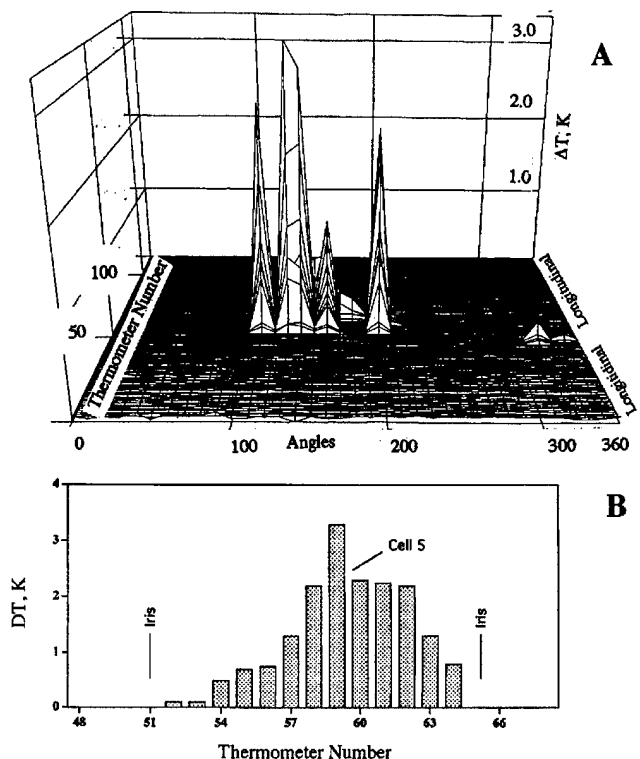 A
3.0
2.0
1.0
ΔT, K
100
50
Thermometer Number
Longitudinal
Longitudinal
0
100
Angles
200
300
360
B
4
3
2
1
0
DT, K
Iris
Cell 5
Iris
48
51
54
57
60
63
66
Thermometer Number